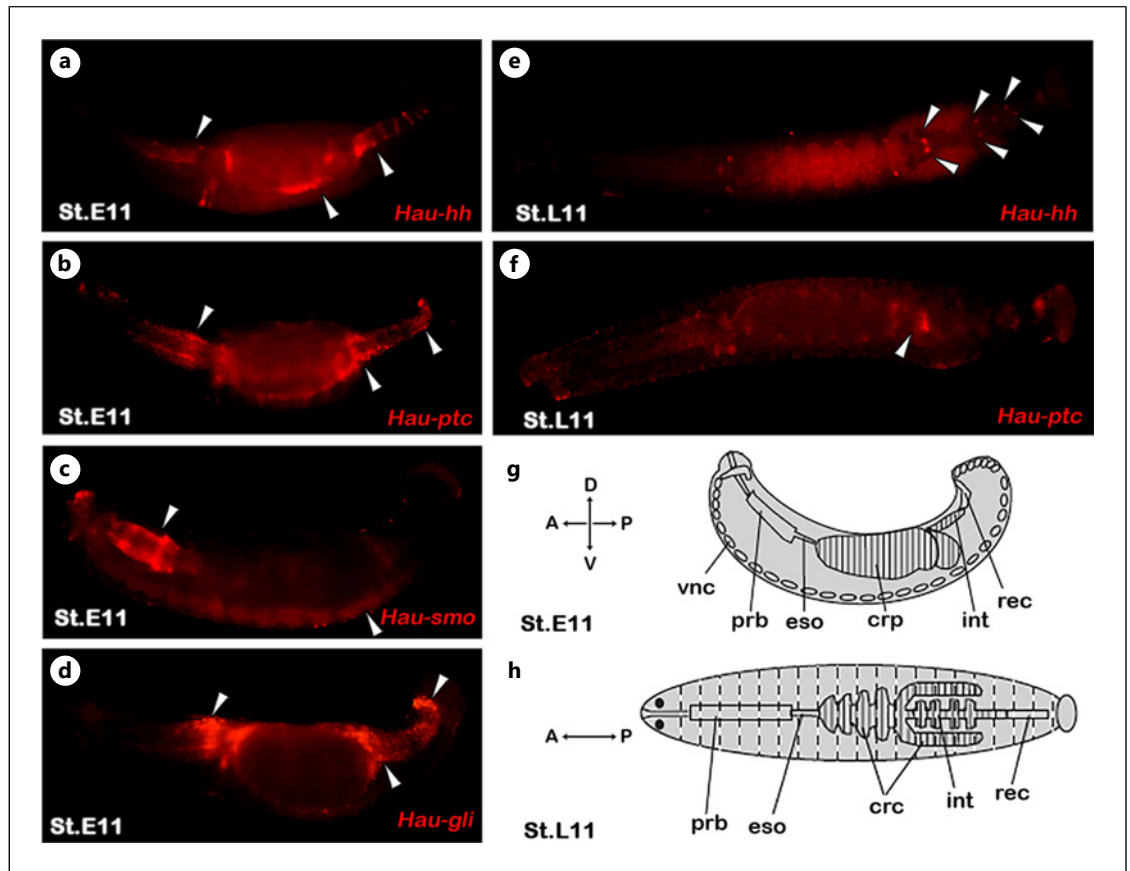 a
St.E11
Hau-hh
b
St.E11
Hau-ptc
c
St.E11
Hau-smo
d
St.E11
Hau-gli
e
St.L11
Hau-hh
f
St.L11
Hau-ptc
g
D
A
P
V
vnc
prb
eso
crp
int
rec
St.E11
h
A
P
prb
eso
crc
int
rec
St.L11